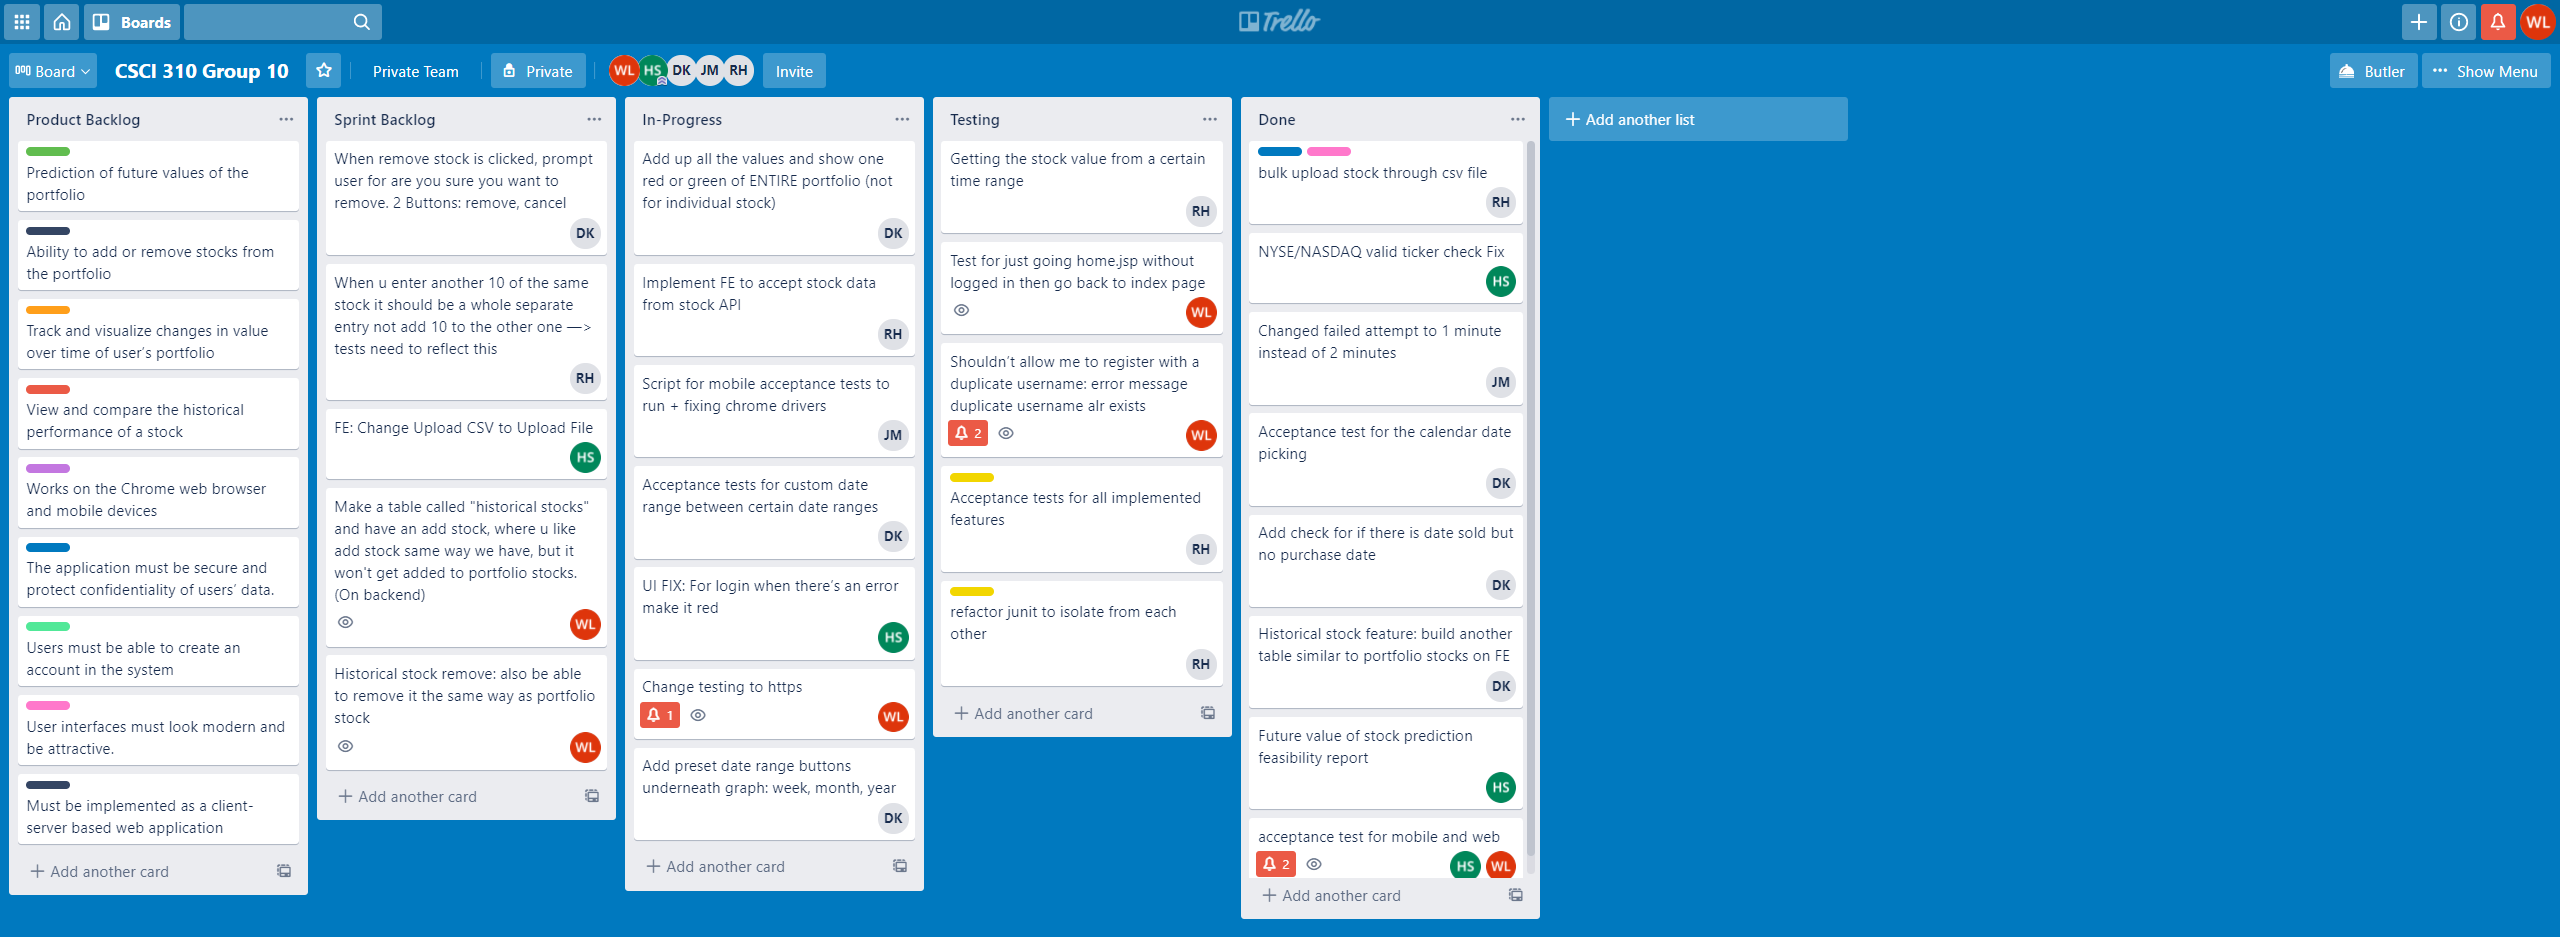 Boards
Trello
WL
Board
CSCI 310 Group 10
Private Team
Private
WL
HS
DK
JM
RH
Invite
Butler
Show Menu
Product Backlog
Prediction of future values of the
portfolio
Ability to add or remove stocks from
the portfolio
Track and visualize changes in value
over time of user’s portfolio
View and compare the historical
performance of a stock
Works on the Chrome web browser
and mobile devices
The application must be secure and
protect confidentiality of users’ data.
Users must be able to create an
account in the system
User interfaces must look modern and
be attractive.
Must be implemented as a client-
server based web application
Add another card
Sprint Backlog
When remove stock is clicked, prompt
user for are you sure you want to
remove. 2 Buttons: remove, cancel
DK
When u enter another 10 of the same
stock it should be a whole separate
entry not add 10 to the other one —>
tests need to reflect this
RH
FE: Change Upload CSV to Upload File
HS
Make a table called "historical stocks"
and have an add stock, where u like
add stock same way we have, but it
won't get added to portfolio stocks.
(On backend)
WL
Historical stock remove: also be able
to remove it the same way as portfolio
stock
WL
Add another card
In-Progress
Add up all the values and show one
red or green of ENTIRE portfolio (not
for individual stock)
DK
Implement FE to accept stock data
from stock API
RH
Script for mobile acceptance tests to
run + fixing chrome drivers
JM
Acceptance tests for custom date
range between certain date ranges
DK
UI FIX: For login when there’s an error
make it red
HS
Change testing to https
1
WL
Add preset date range buttons
underneath graph: week, month, year
DK
Add another card
Testing
Getting the stock value from a certain
time range
RH
Test for just going home.jsp without
logged in then go back to index page
WL
Shouldn’t allow me to register with a
duplicate username: error message
duplicate username alr exists
2
WL
Acceptance tests for all implemented
features
RH
refactor junit to isolate from each
other
RH
Add another card
Done
bulk upload stock through csv file
RH
NYSE/NASDAQ valid ticker check Fix
HS
Changed failed attempt to 1 minute
instead of 2 minutes
JM
Acceptance test for the calendar date
picking
DK
Add check for if there is date sold but
no purchase date
DK
Historical stock feature: build another
table similar to portfolio stocks on FE
DK
Future value of stock prediction
feasibility report
HS
acceptance test for mobile and web
2
HS
WL
Add another card
Add another list